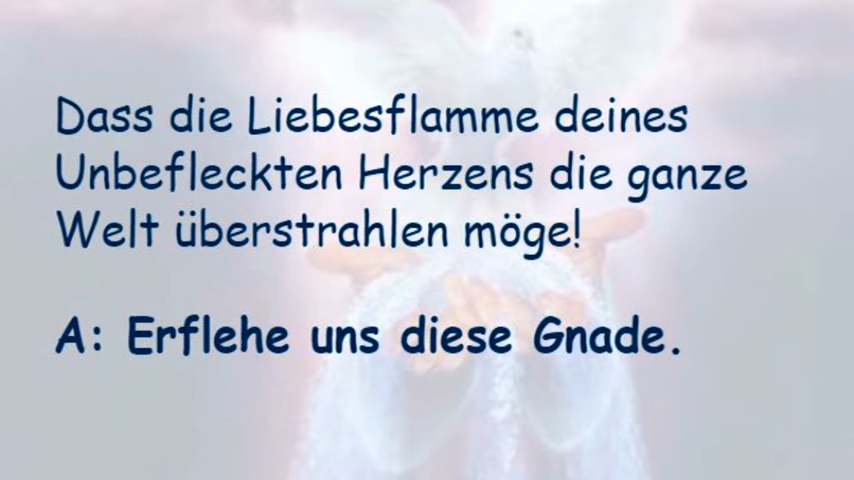 Dass die Liebesflamme deines
Unbefleckten Herzens die ganze
Welt überstrahlen möge!
A: Erflehe uns diese Gnade.